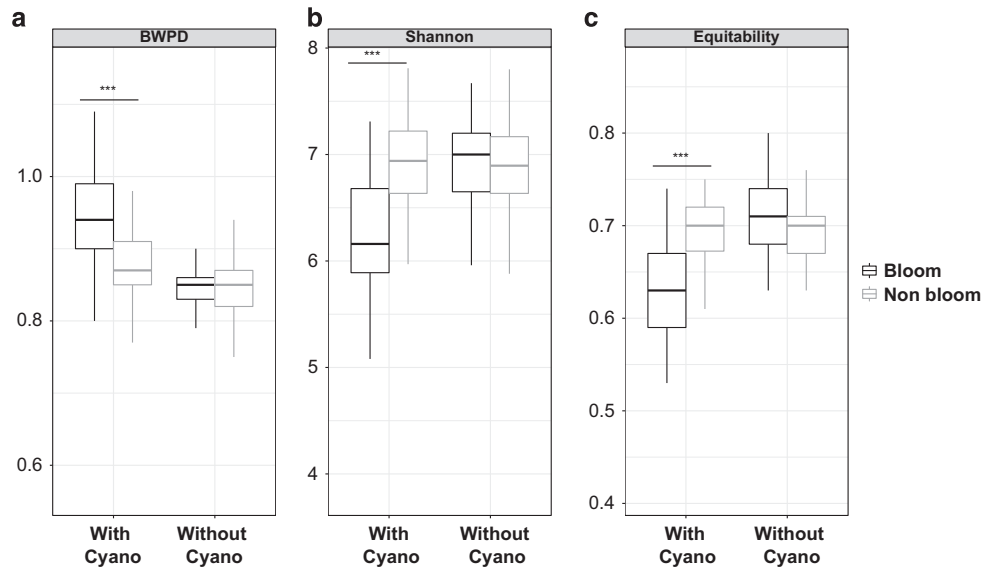 a
BWPD
1.0
0.8
0.6
***
With
Cyano
Without
Cyano
b
Shannon
8
7
6
5
4
***
With
Cyano
Without
Cyano
c
Equitability
0.8
0.7
0.6
0.5
0.4
***
With
Cyano
Without
Cyano
Bloom
Non bloom